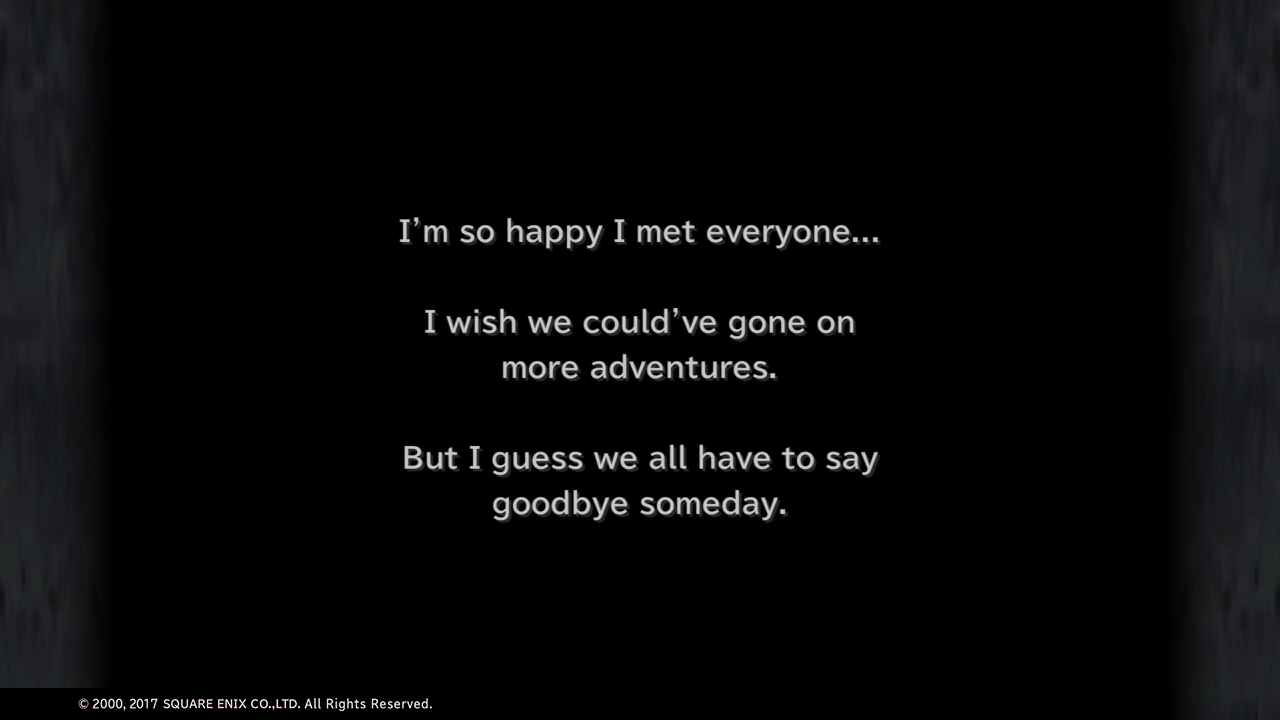 I'm so happy I met everyone...
I wish we could've gone on
more adventures.
But I guess we all have to say
goodbye someday.
© 2000, 2017 SQUARE ENIX CO.,LTD. All Rights Reserved.